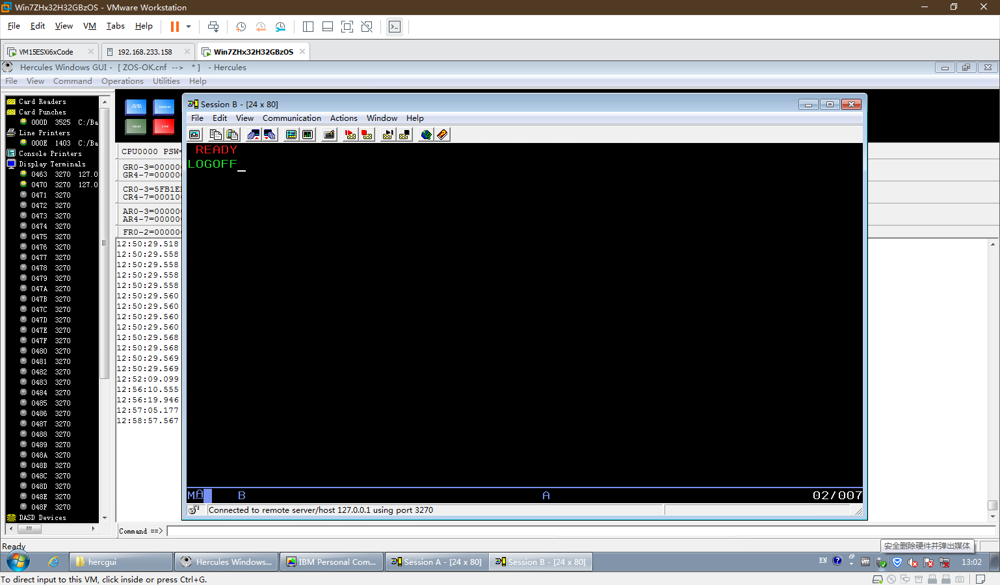 Win7ZHx32H32GBzOS - VMware Workstation
File Edit View VM Tabs Help
VM15ESXi6xCode
192.168.233.158
Win7ZHx32H32GBzOS
Hercules Windows GUI - [ ZOS-OK.cnf --> * ] - Hercules
File View Command Operations Utilities Help
Card Readers
Card Punches
000D 3525 C:/Ba
Line Printers
000E 1403 C:/Ba
Console Printers
Display Terminals
0463 3270 127.0
0470 3270 127.0
0471 3270
0472 3270
0473 3270
0474 3270
0475 3270
0476 3270
0477 3270
0478 3270
0479 3270
047A 3270
047B 3270
047C 3270
047D 3270
047E 3270
047F 3270
0480 3270
0481 3270
0482 3270
0483 3270
0484 3270
0485 3270
0486 3270
0487 3270
0488 3270
0489 3270
048A 3270
048B 3270
048C 3270
048D 3270
048E 3270
048F 3270
DASD Devices
CPU0000 PSW=
GR0-3=000000
GR4-7=000000
CR0-3=5FB1E
CR4-7=00010
AR0-3=000000
AR4-7=000000
FR0-2=000000
12:50:29.518
12:50:29.558
12:50:29.558
12:50:29.558
12:50:29.558
12:50:29.560
12:50:29.560
12:50:29.560
12:50:29.560
12:50:29.568
12:50:29.568
12:50:29.569
12:50:29.569
12:52:09.099
12:56:10.555
12:56:19.946
12:57:05.177
12:58:57.567
Session B - [24 x 80]
File Edit View Communication Actions Window Help
READY
LOGOFF_
MA B A 02/007
Connected to remote server/host 127.0.0.1 using port 3270
Command ==>
Ready
安全删除硬件并弹出媒体
hercgui
Hercules Windows...
IBM Personal Com...
Session A - [24 x 80]
Session B - [24 x 80]
EN
vm
13:02
To direct input to this VM, click inside or press Ctrl+G.